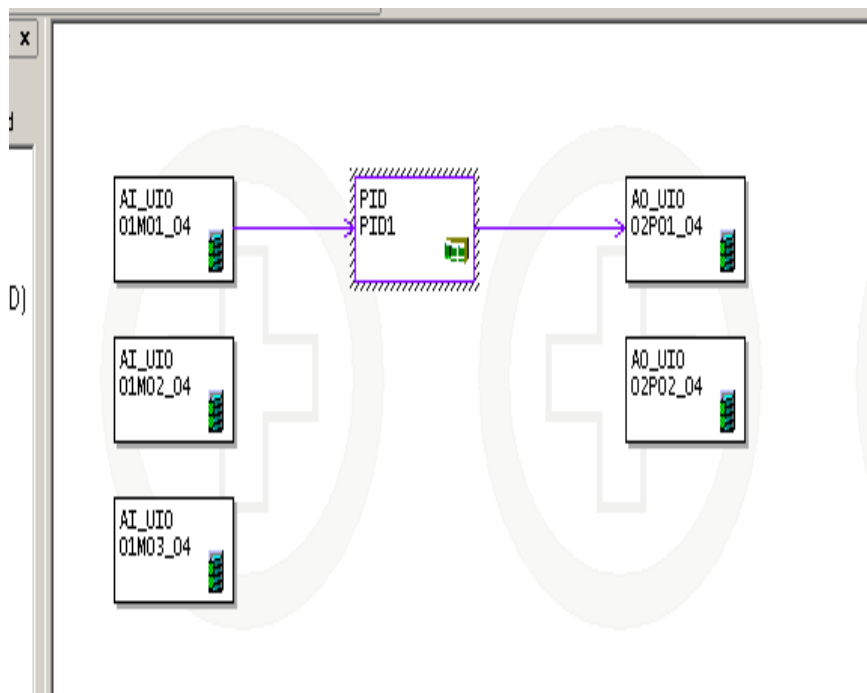 x
d
D)
AI_UIO
01M01_04
PID
PID1
AO_UIO
02P01_04
AI_UIO
01M02_04
AO_UIO
02P02_04
AI_UIO
01M03_04